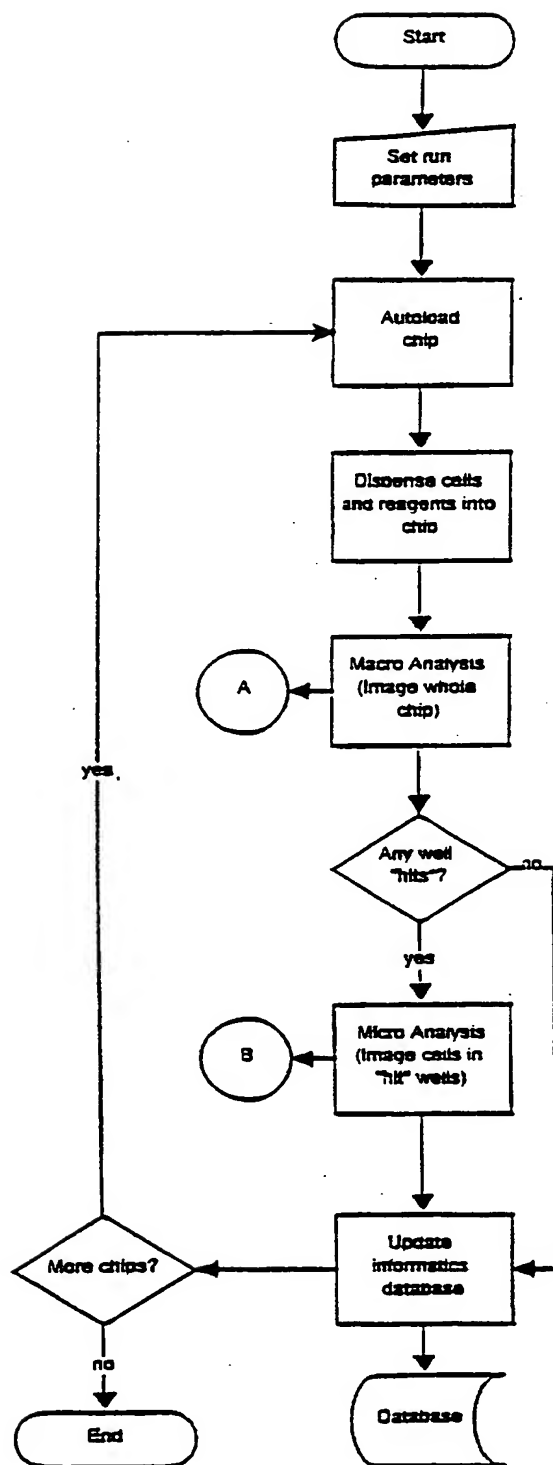 Start
Set run
parameters
Autoload
chip
Dispense cells
and reagents into
chip
A
Macro Analysis
(Image whole
chip)
yes
Any well
"hits"?
no
yes
B
Micro Analysis
(Image cells in
"hit" wells)
More chips?
Update
informatics
database
no
End
Database